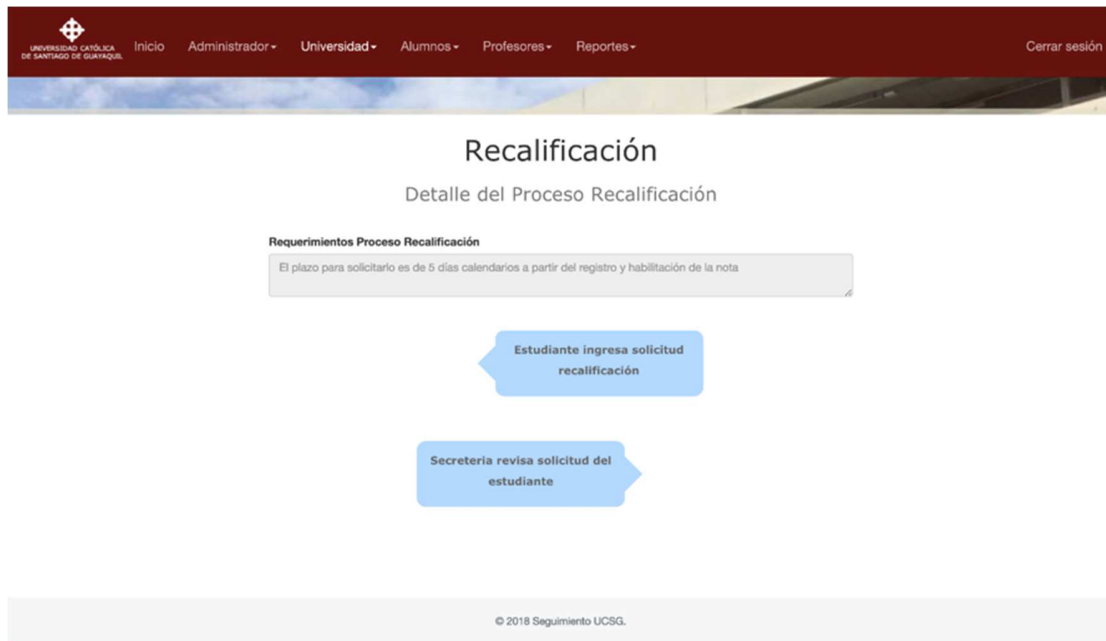 UNIVERSIDAD CATÓLICA
DE SANTIAGO DE GUAYAQUIL
Inicio Administrador Universidad Alumnos Profesores Reportes Cerrar sesión
Recalificación
Detalle del Proceso Recalificación
Requerimientos Proceso Recalificación
El plazo para solicitarlo es de 5 días calendarios a partir del registro y habilitación de la nota
Estudiante ingresa solicitud
recalificación
Secreteria revisa solicitud del
estudiante
© 2018 Seguimiento UCSG.